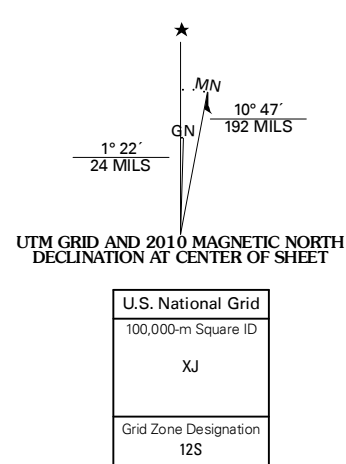 MN
10° 47´
192 MILS
GN
1° 22´
24 MILS
UTM GRID AND 2010 MAGNETIC NORTH
DECLINATION AT CENTER OF SHEET
U.S. National Grid
100,000-m Square ID
XJ
Grid Zone Designation
12S